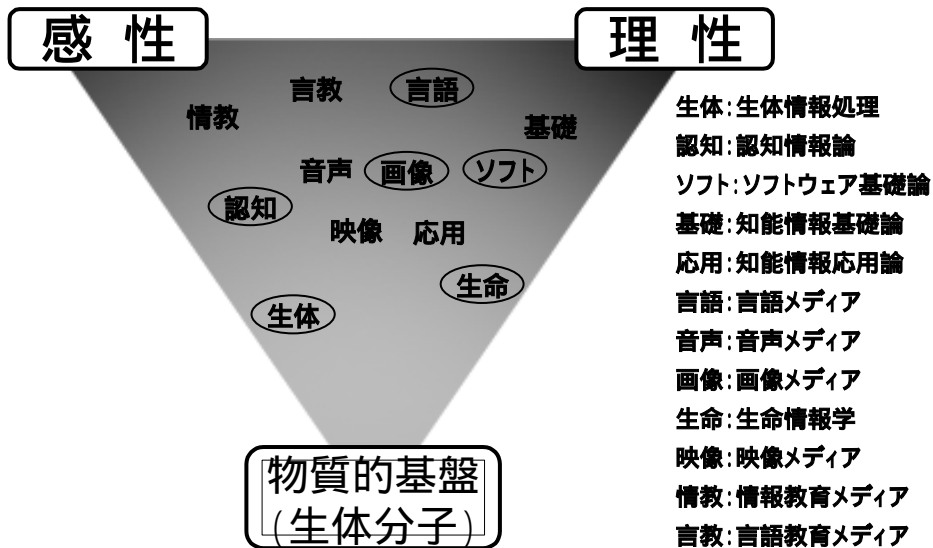 感 性
理 性
言教
言語
情教
基礎
音声
画像
ソフト
認知
映像
応用
生命
生体
物質的基盤
(生体分子)
生体:生体情報処理
認知:認知情報論
ソフト:ソフトウェア基礎論
基礎:知能情報基礎論
応用:知能情報応用論
言語:言語メディア
音声:音声メディア
画像:画像メディア
生命:生命情報学
映像:映像メディア
情教:情報教育メディア
言教:言語教育メディア